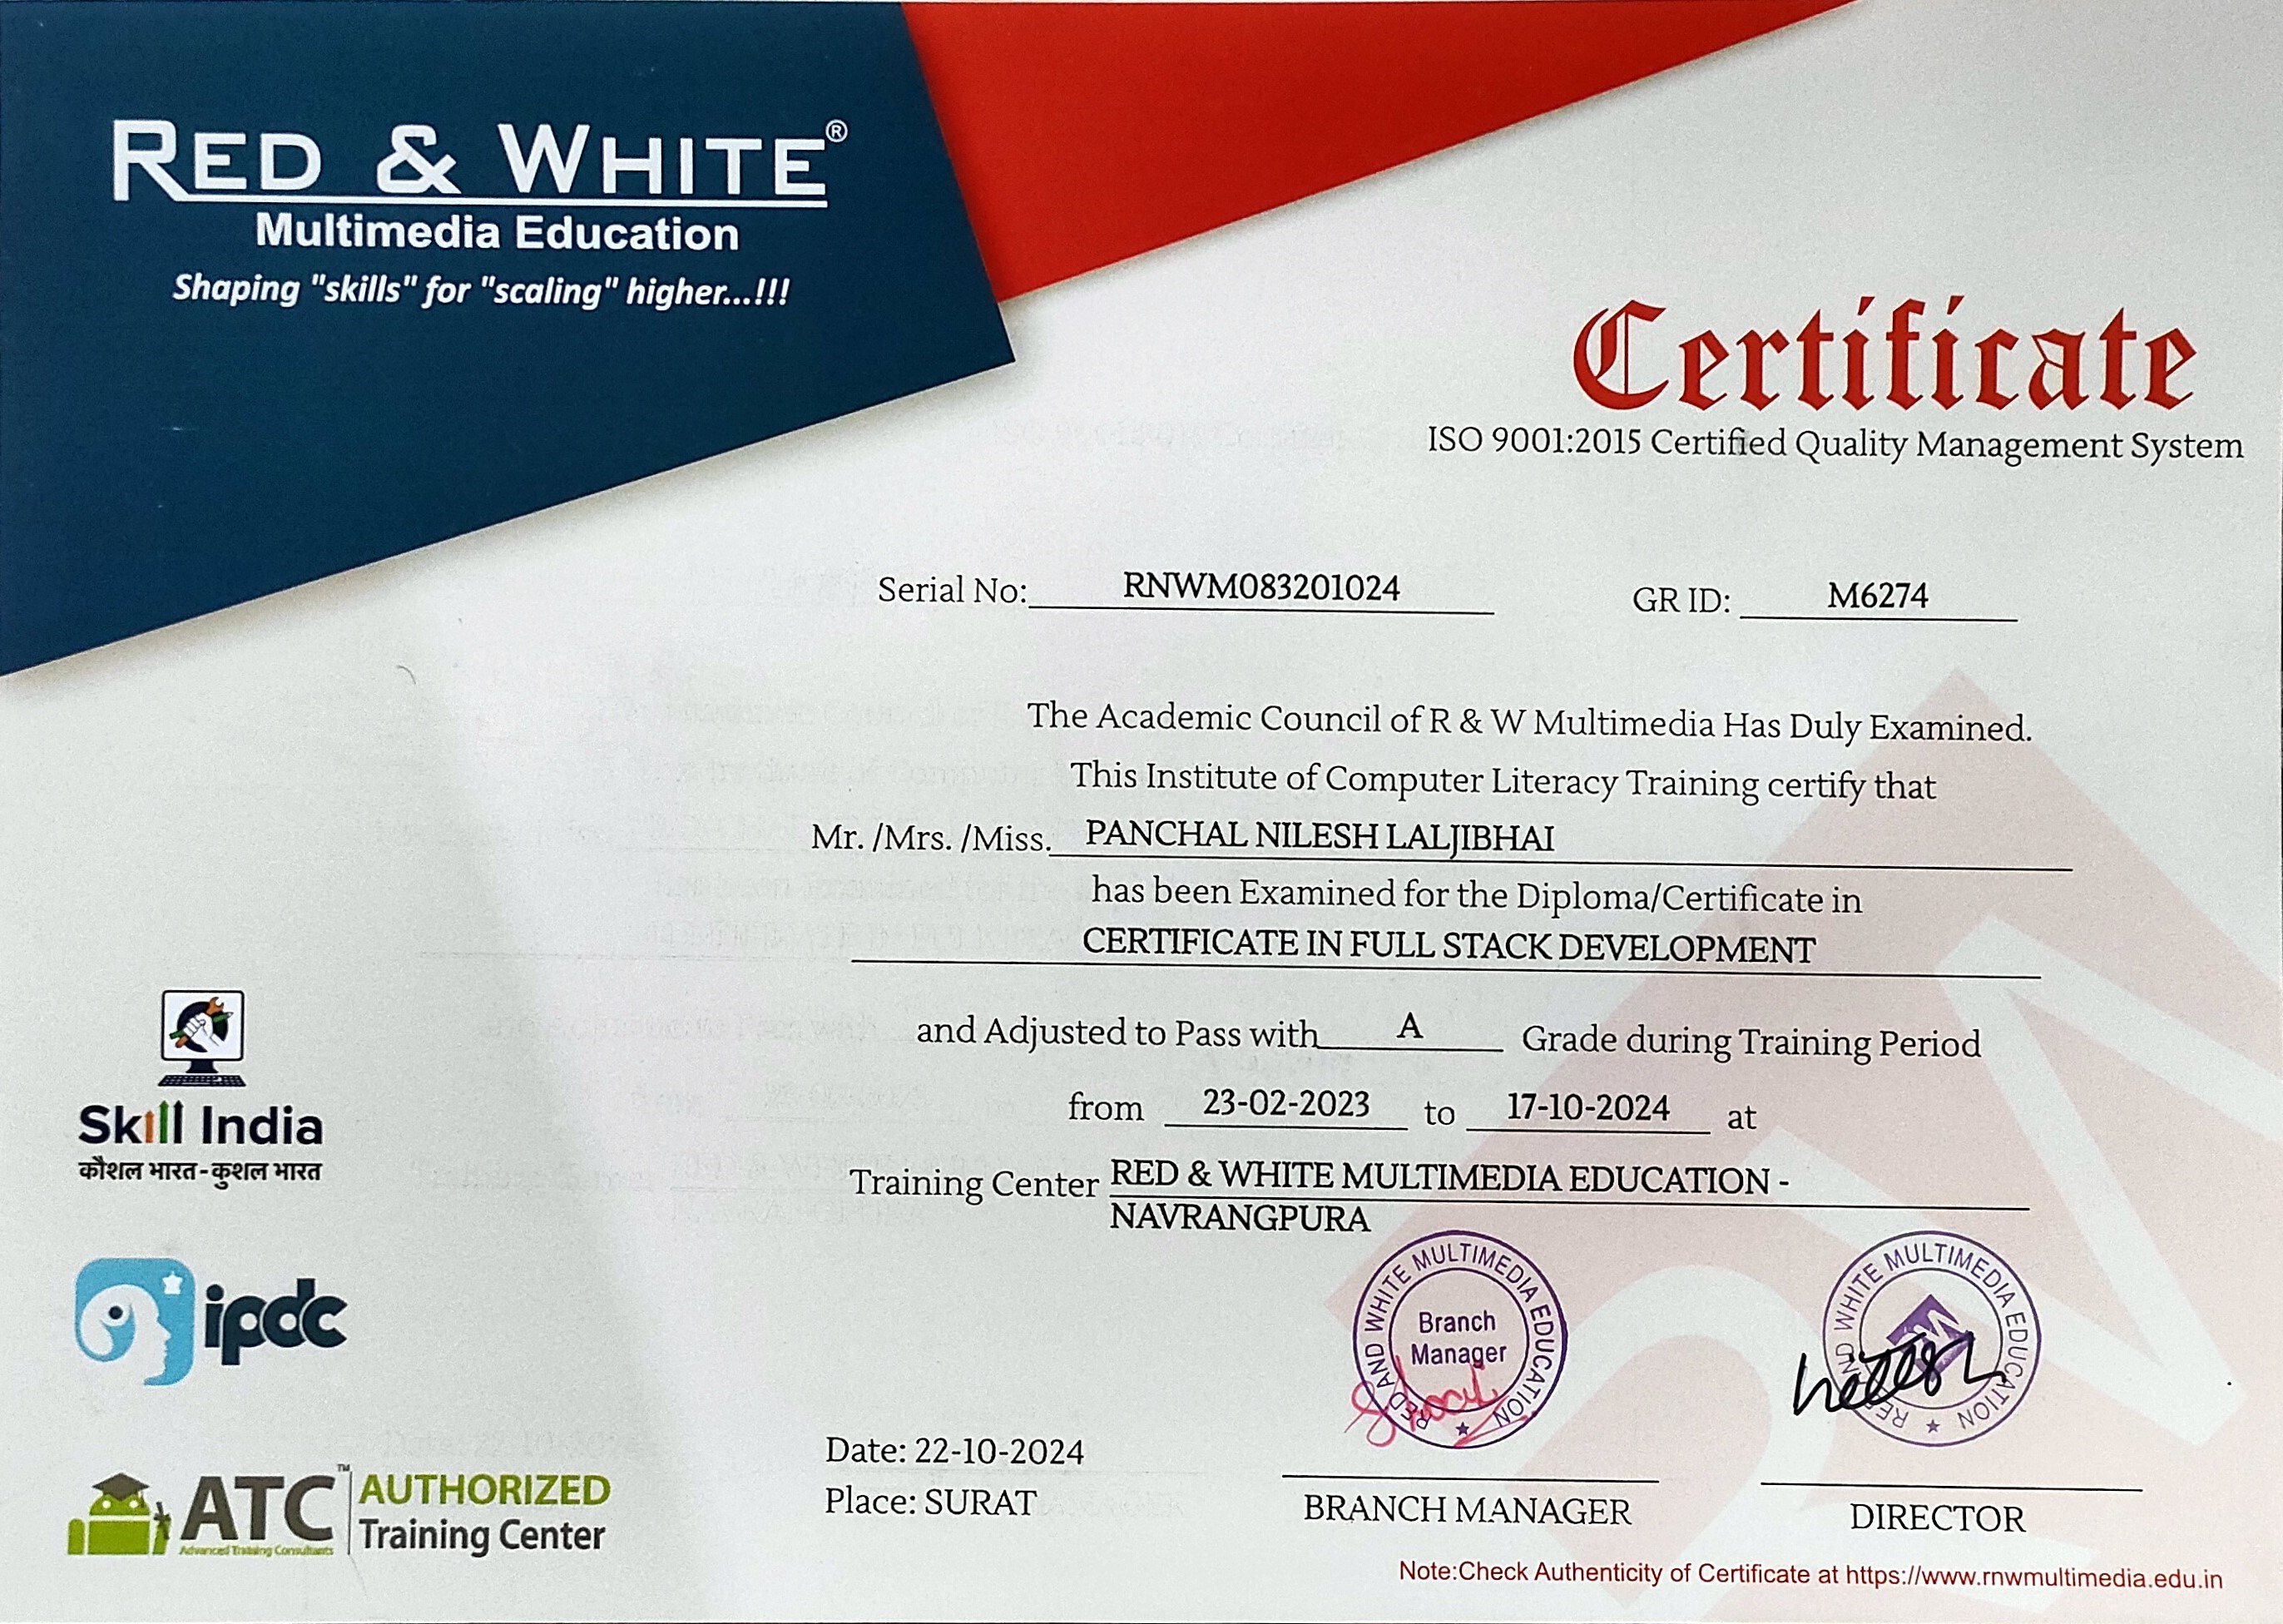 RED & WHITE®
Multimedia Education
Shaping "skills" for "scaling" higher...!!!
Certificate
ISO 9001:2015 Certified Quality Management System
Serial No: RNWM083201024 GR ID: M6274
The Academic Council of R & W Multimedia Has Duly Examined.
This Institute of Computer Literacy Training certify that
Mr. /Mrs. /Miss. PANCHAL NILESH LALJIBHAI
has been Examined for the Diploma/Certificate in
CERTIFICATE IN FULL STACK DEVELOPMENT
and Adjusted to Pass with A Grade during Training Period
from 23-02-2023 to 17-10-2024 at
Training Center RED & WHITE MULTIMEDIA EDUCATION -
NAVRANGPURA
Skill India
कौशल भारत-कुशल भारत
ipdc
ATC™ AUTHORIZED
Training Center
Advanced Training Consultants
RED AND WHITE MULTIMEDIA EDUCATION
Branch
Manager
RED AND WHITE MULTIMEDIA EDUCATION
Date: 22-10-2024
Place: SURAT
BRANCH MANAGER
DIRECTOR
Note:Check Authenticity of Certificate at https://www.rnwmultimedia.edu.in